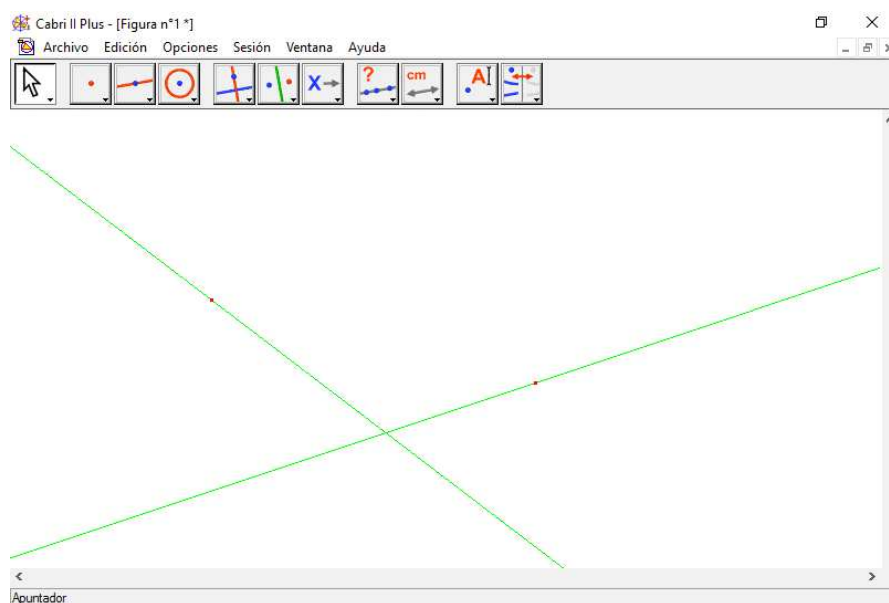 Cabri II Plus - [Figura n°1 *]
Archivo Edición Opciones Sesión Ventana Ayuda
X ? cm A
Apuntador